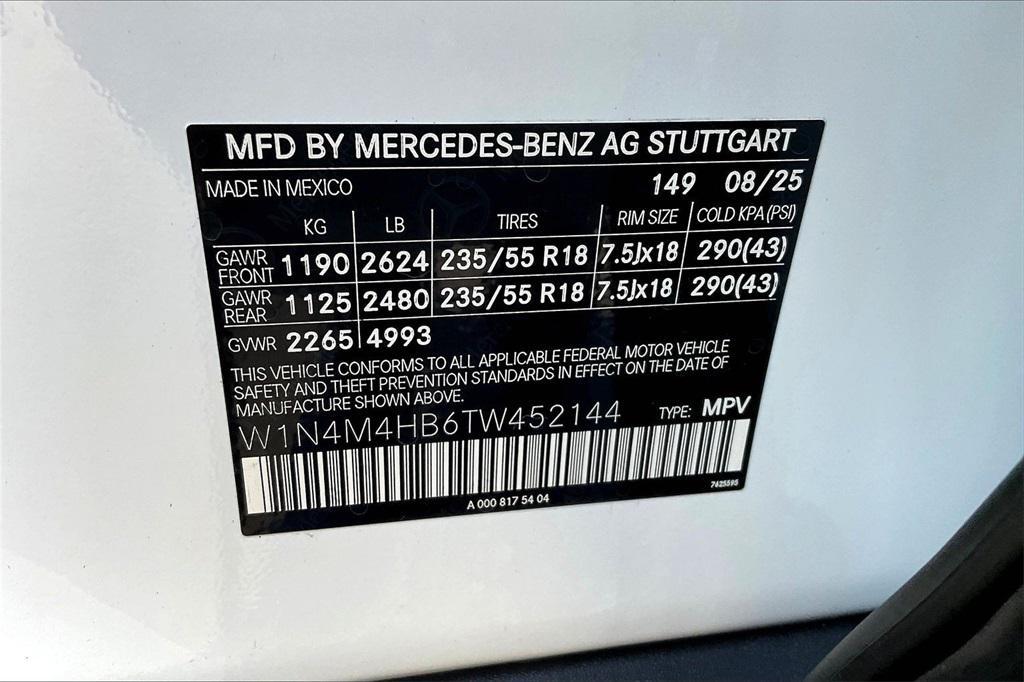 MFD BY MERCEDES-BENZ AG STUTTGART
MADE IN MEXICO 149 08/25
KG LB TIRES RIM SIZE COLD KPA (PSI)
GAWR FRONT 1190 2624 235/55 R18 7.5Jx18 290(43)
GAWR REAR 1125 2480 235/55 R18 7.5Jx18 290(43)
GVWR 2265 4993
THIS VEHICLE CONFORMS TO ALL APPLICABLE FEDERAL MOTOR VEHICLE
SAFETY AND THEFT PREVENTION STANDARDS IN EFFECT ON THE DATE OF
MANUFACTURE SHOWN ABOVE.
W1N4M4HB6TW452144 TYPE: MPV
A 000 817 54 04 7625595